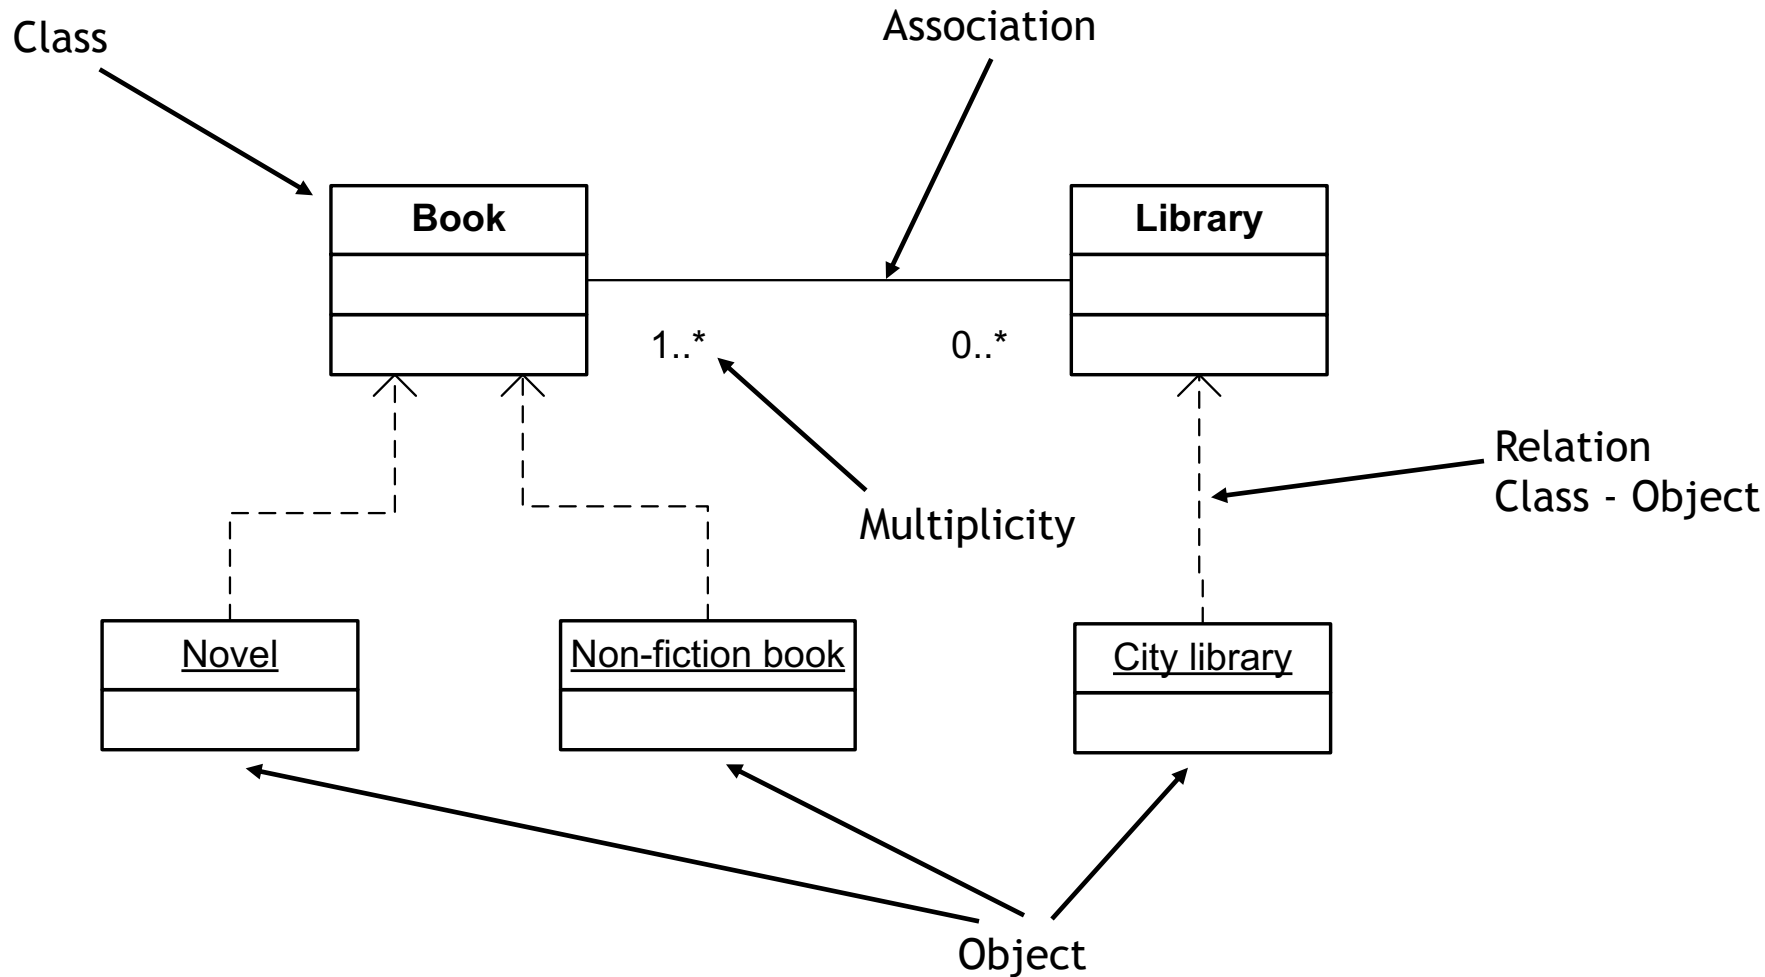 Class
Association
Book
Library
1..*
0..*
Relation
Class - Object
Multiplicity
Novel
Non-fiction book
City library
Object